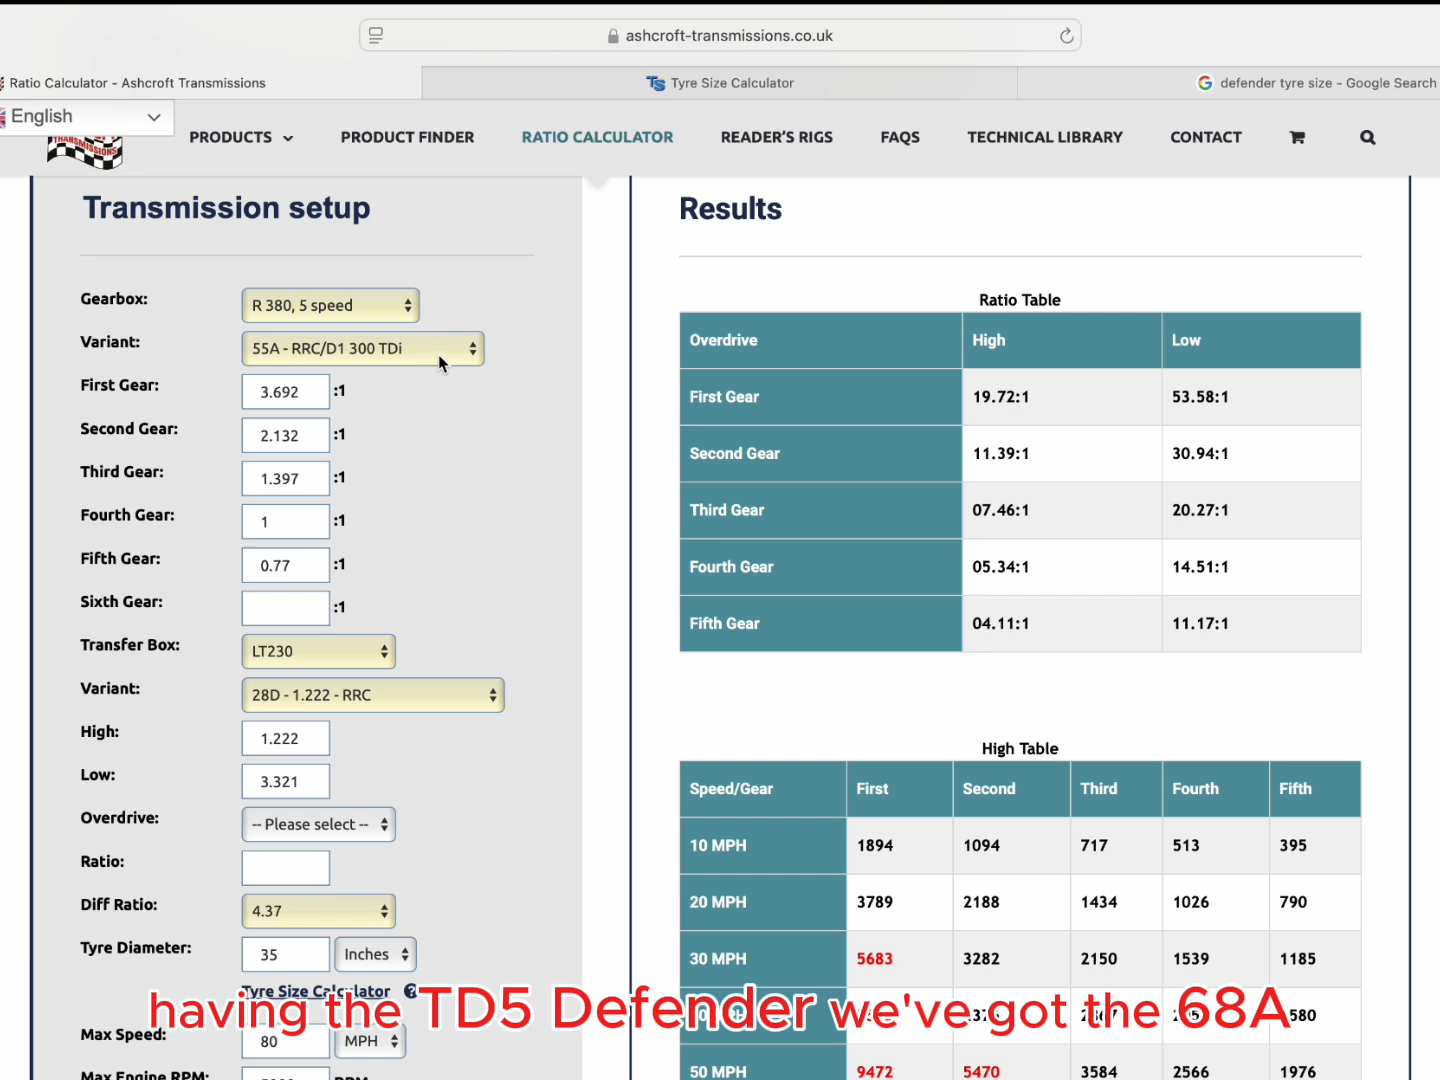 ashcroft-transmissions.co.uk
Ratio Calculator - Ashcroft Transmissions
Tyre Size Calculator
defender tyre size - Google Search
English
TRANSMISSIONS
PRODUCTS
PRODUCT FINDER
RATIO CALCULATOR
READER'S RIGS
FAQS
TECHNICAL LIBRARY
CONTACT
Transmission setup
Gearbox: R 380, 5 speed
Variant: 55A - RRC/D1 300 TDi
First Gear: 3.692 :1
Second Gear: 2.132 :1
Third Gear: 1.397 :1
Fourth Gear: 1 :1
Fifth Gear: 0.77 :1
Sixth Gear: :1
Transfer Box: LT230
Variant: 28D - 1.222 - RRC
High: 1.222
Low: 3.321
Overdrive: -- Please select --
Ratio:
Diff Ratio: 4.37
Tyre Diameter: 35 Inches
Tyre Size Calculator
Max Speed: 80 MPH
Max Engine RPM: RPM
Results
Ratio Table
Overdrive High Low
First Gear 19.72:1 53.58:1
Second Gear 11.39:1 30.94:1
Third Gear 07.46:1 20.27:1
Fourth Gear 05.34:1 14.51:1
Fifth Gear 04.11:1 11.17:1
High Table
Speed/Gear First Second Third Fourth Fifth
10 MPH 1894 1094 717 513 395
20 MPH 3789 2188 1434 1026 790
30 MPH 5683 3282 2150 1539 1185
50 MPH 9472 5470 3584 2566 1976
having the TD5 Defender we've got the 68A